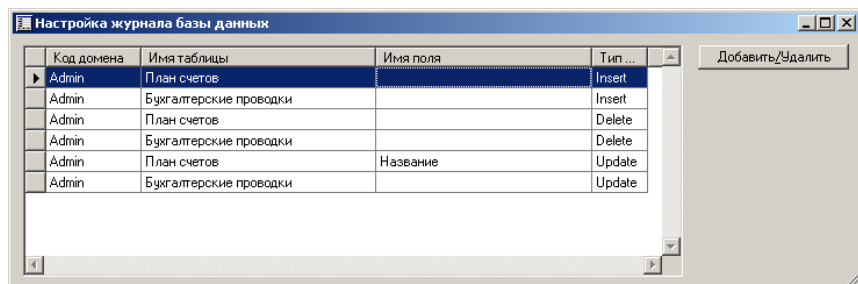 Настройка журнала базы данных
Код домена Имя таблицы Имя поля Тип ... Добавить/Удалить
Admin План счетов Insert
Admin Бухгалтерские проводки Insert
Admin План счетов Delete
Admin Бухгалтерские проводки Delete
Admin План счетов Название Update
Admin Бухгалтерские проводки Update